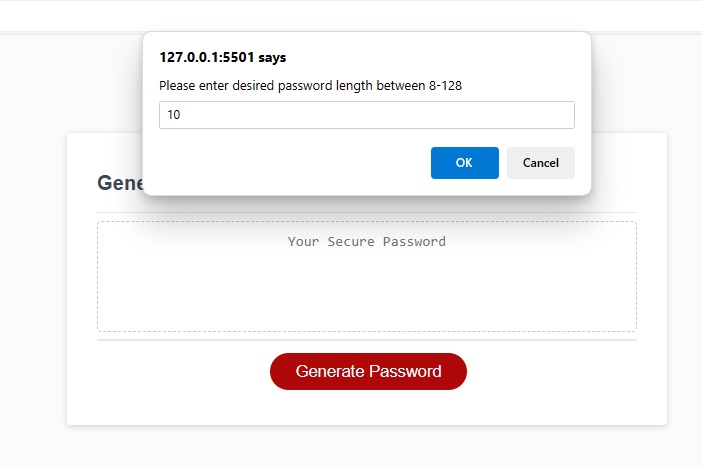 127.0.0.1:5501 says
Please enter desired password length between 8-128
10
OK Cancel
Gene
Your Secure Password
Generate Password